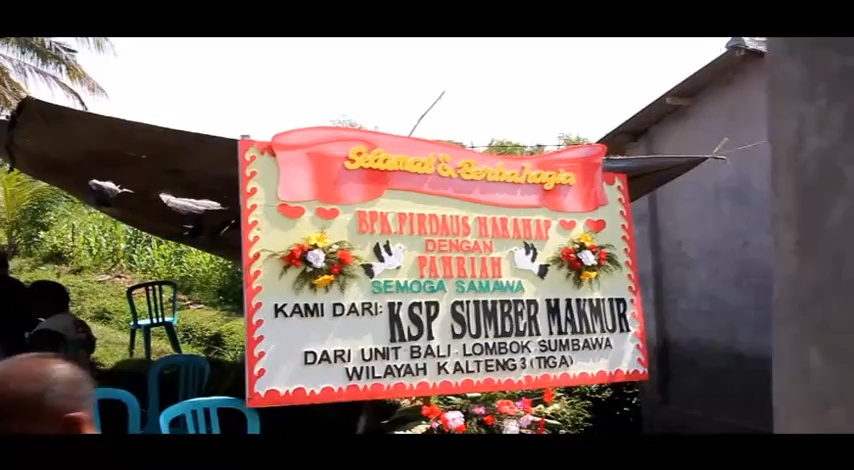 Selamat & Berbahagia
BPK.PIRDAUS HARAHAP
DENGAN
PAHRIAH
SEMOGA SAMAWA
KAMI DARI: KSP SUMBER MAKMUR
DARI UNIT BALI LOMBOK SUMBAWA
WILAYAH KALTENG 3 (TIGA)